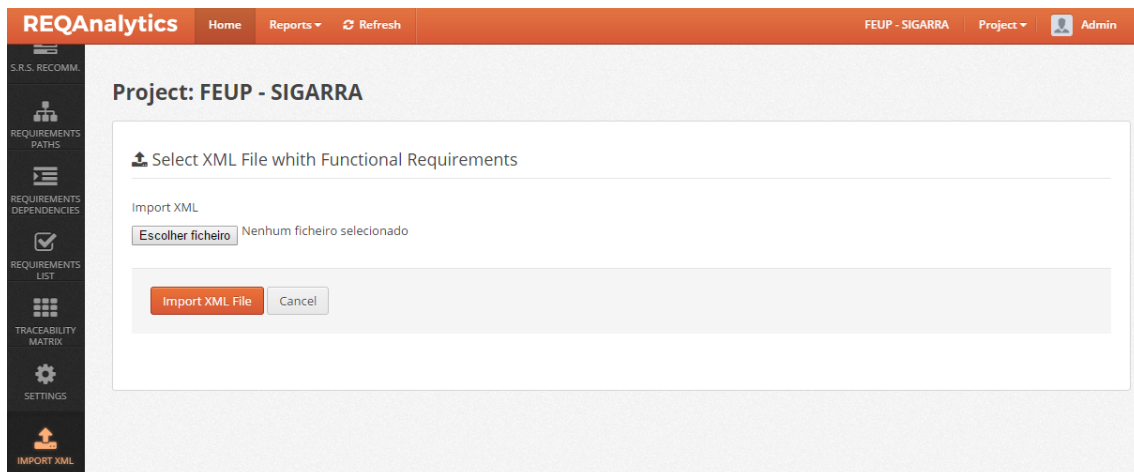 REQAnalytics
Home
Reports
Refresh
FEUP - SIGARRA
Project
Admin
S.R.S. RECOMM.
REQUIREMENTS
PATHS
REQUIREMENTS
DEPENDENCIES
REQUIREMENTS
LIST
TRACEABILITY
MATRIX
SETTINGS
IMPORT XML
Project: FEUP - SIGARRA
Select XML File whith Functional Requirements
Import XML
Escolher ficheiro Nenhum ficheiro selecionado
Import XML File
Cancel